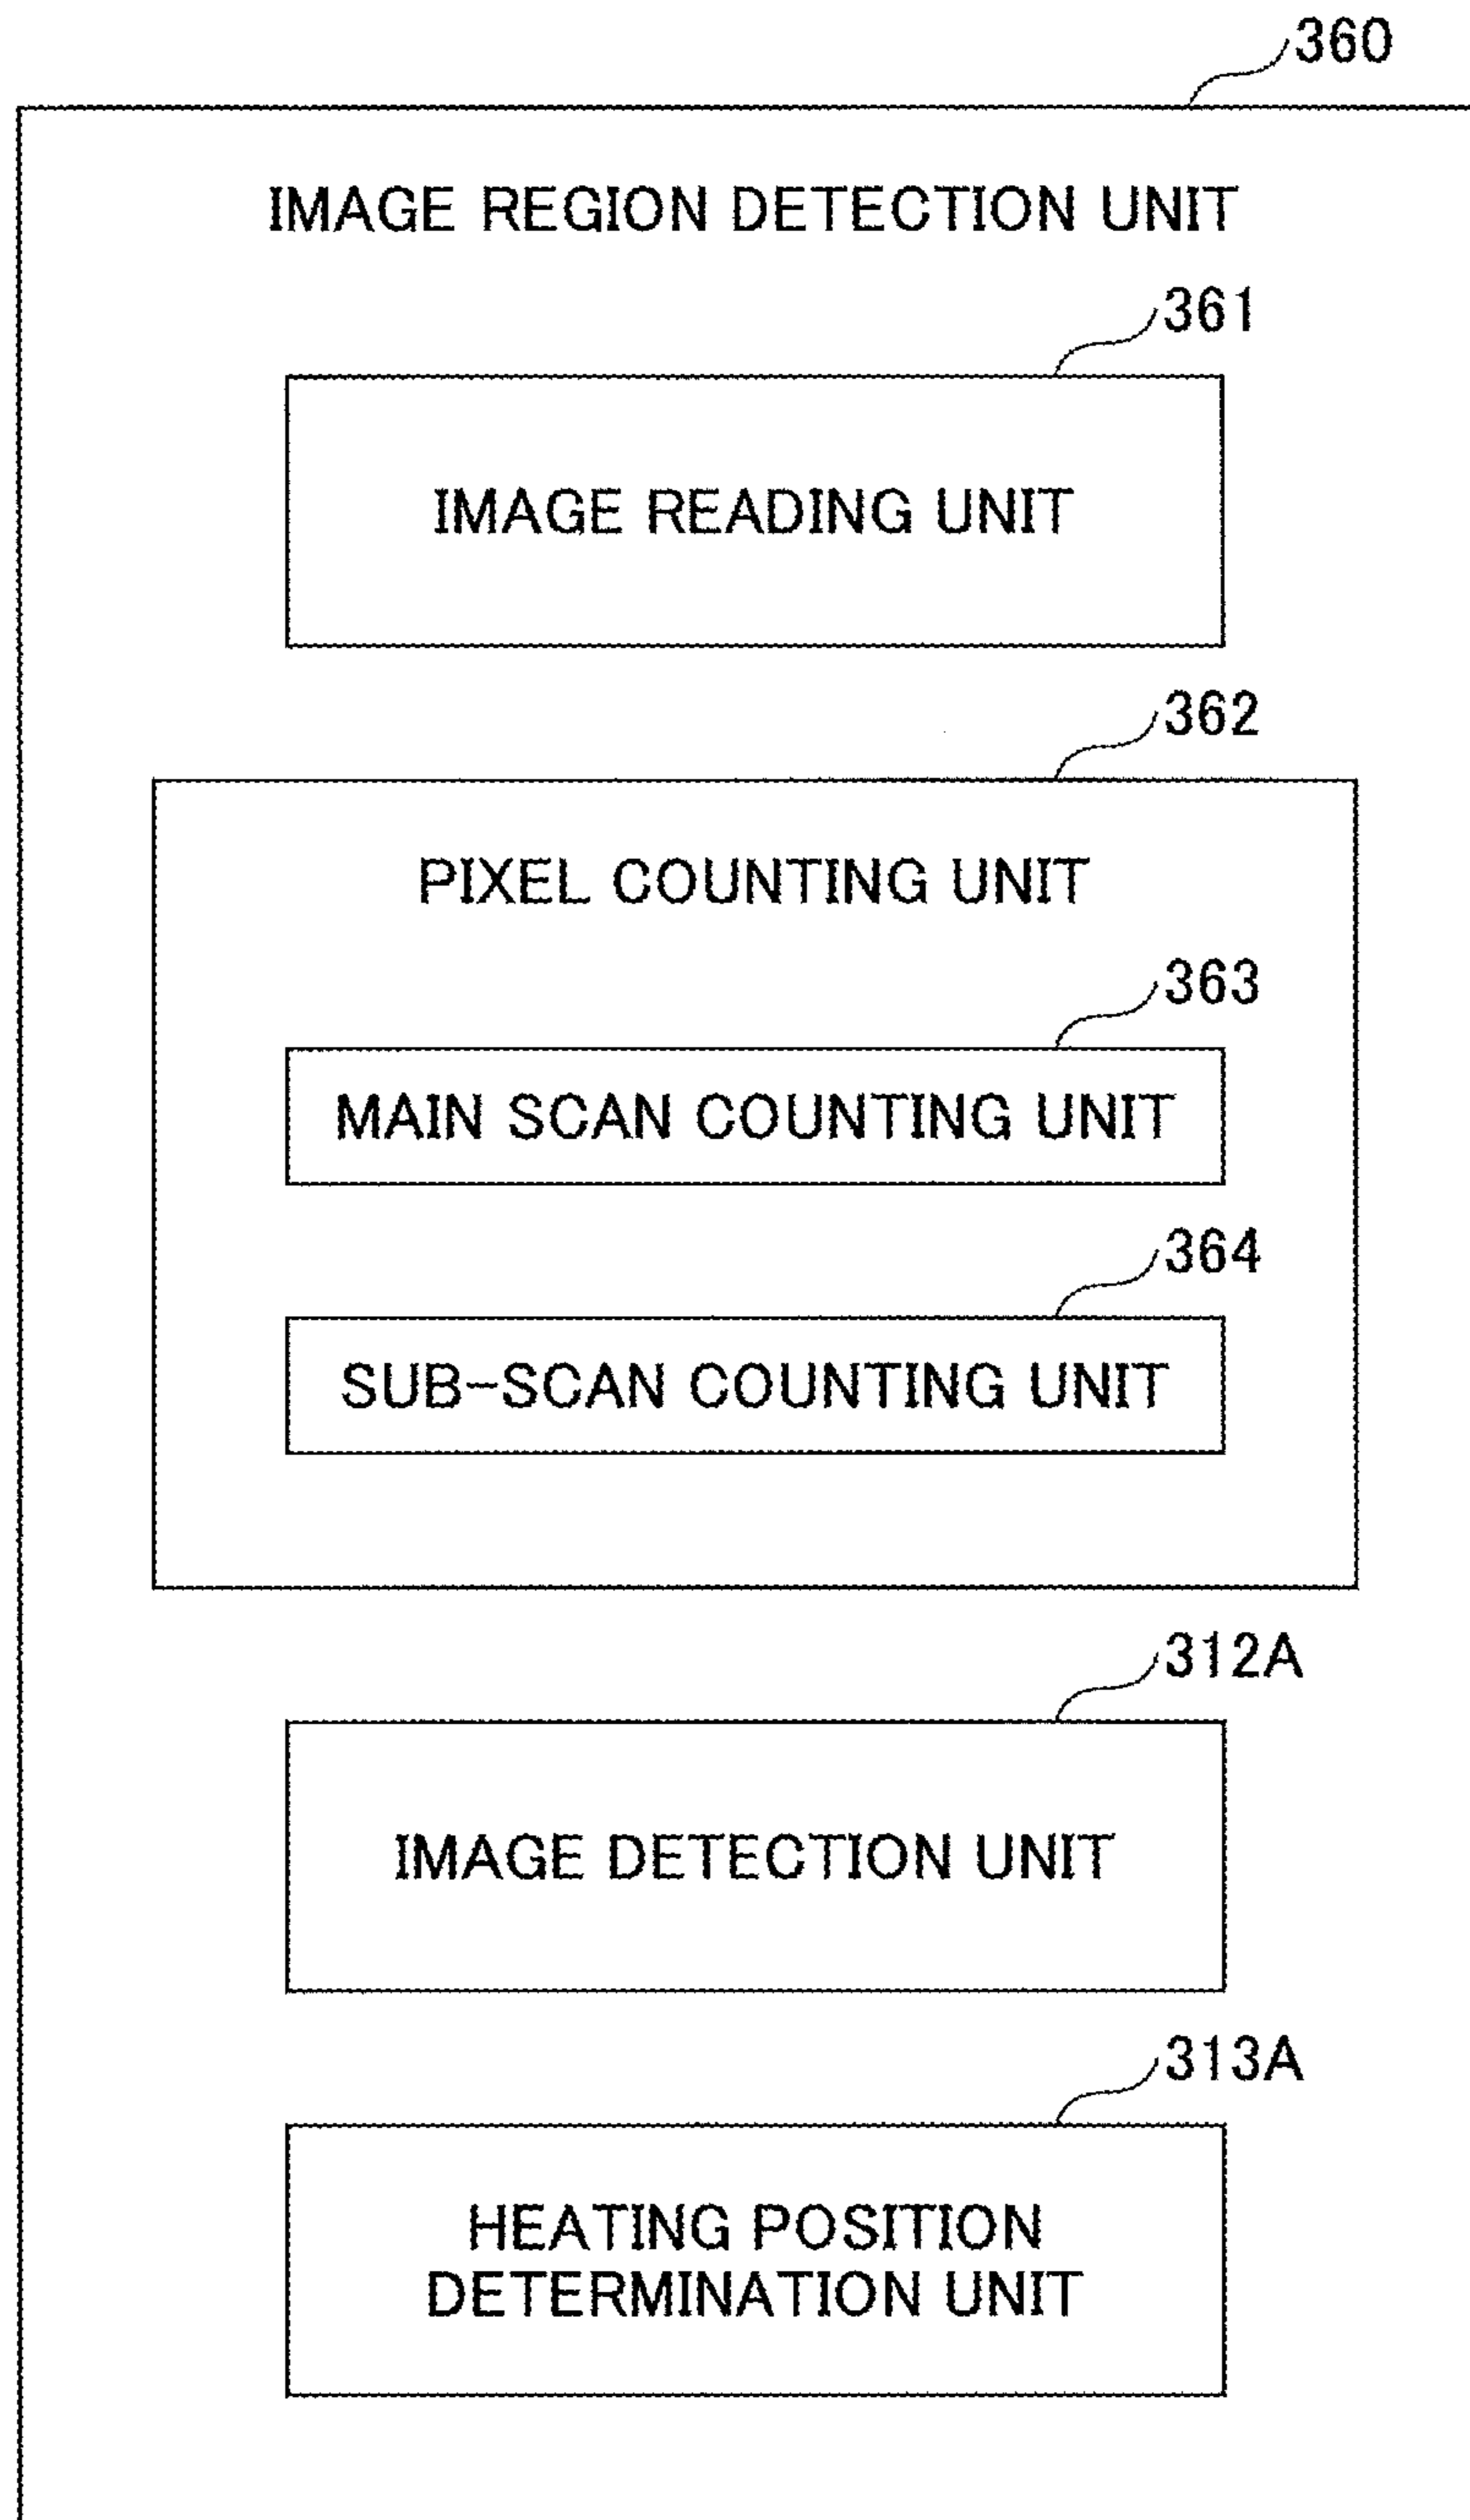 360
IMAGE REGION DETECTION UNIT
361
IMAGE READING UNIT
362
PIXEL COUNTING UNIT
363
MAIN SCAN COUNTING UNIT
364
SUB-SCAN COUNTING UNIT
312A
IMAGE DETECTION UNIT
313A
HEATING POSITION
DETERMINATION UNIT